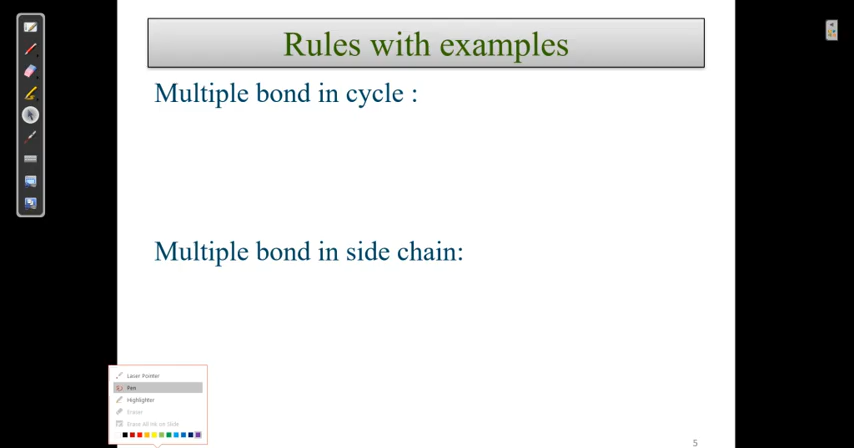 Rules with examples
Multiple bond in cycle :
Multiple bond in side chain:
Laser Pointer
Pen
Highlighter
Eraser
Erase All Ink on Slide
5